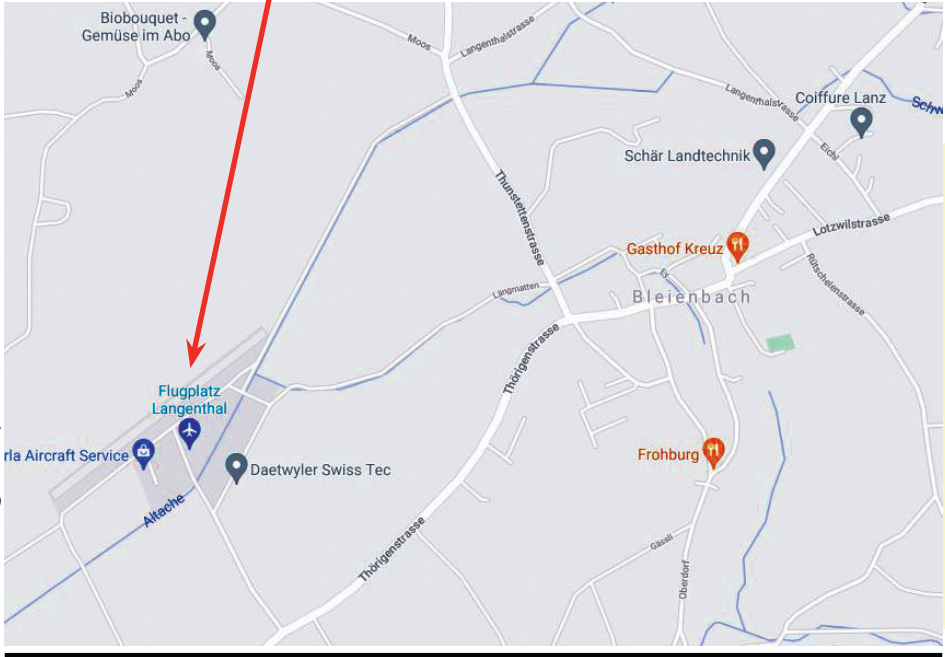 Biobouquet -
Gemüse im Abo
Moos
Moos
Moos
Langenthalstrasse
Langenthalstrasse
Coiffure Lanz
Eichi
Schär Landtechnik
Thunstettenstrasse
Lotzwilstrasse
Gasthof Kreuz
Rütschelenstrasse
Längmatten
Bleienbach
Thörigenstrasse
Flugplatz
Langenthal
Aircraft Service
Daetwyler Swiss Tec
Frohburg
Altache
Thörigenstrasse
Gässli
Oberdorf